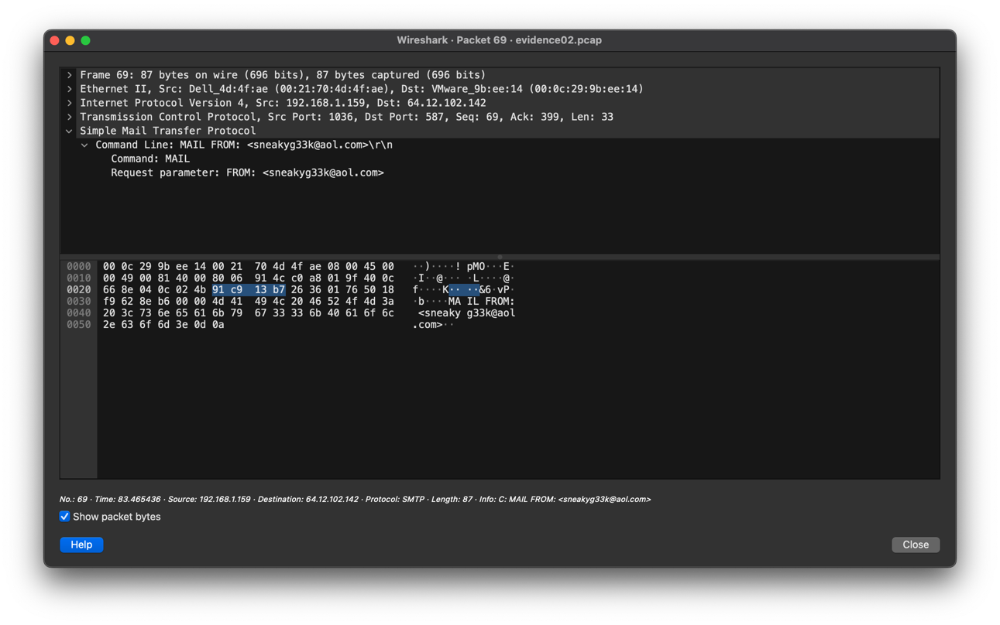 Wireshark · Packet 69 · evidence02.pcap
Frame 69: 87 bytes on wire (696 bits), 87 bytes captured (696 bits)
Ethernet II, Src: Dell_4d:4f:ae (00:21:70:4d:4f:ae), Dst: VMware_9b:ee:14 (00:0c:29:9b:ee:14)
Internet Protocol Version 4, Src: 192.168.1.159, Dst: 64.12.102.142
Transmission Control Protocol, Src Port: 1036, Dst Port: 587, Seq: 69, Ack: 399, Len: 33
Simple Mail Transfer Protocol
Command Line: MAIL FROM: <sneakyg33k@aol.com>\r\n
Command: MAIL
Request parameter: FROM: <sneakyg33k@aol.com>
0000 00 0c 29 9b ee 14 00 21 70 4d 4f ae 08 00 45 00 ··)····! pMO···E·
0010 00 49 00 81 40 00 80 06 91 4c c0 a8 01 9f 40 0c ·I··@··· ·L····@·
0020 66 8e 04 0c 02 4b 91 c9 13 b7 26 36 01 76 50 18 f····K·· ··&6·vP·
0030 f9 62 8e b6 00 00 4d 41 49 4c 20 46 52 4f 4d 3a ·b····MA IL FROM:
0040 20 3c 73 6e 65 61 6b 79 67 33 33 6b 40 61 6f 6c <sneaky g33k@aol
0050 2e 63 6f 6d 3e 0d 0a .com>··
No.: 69 · Time: 83.465436 · Source: 192.168.1.159 · Destination: 64.12.102.142 · Protocol: SMTP · Length: 87 · Info: C: MAIL FROM: <sneakyg33k@aol.com>
Show packet bytes
Help
Close